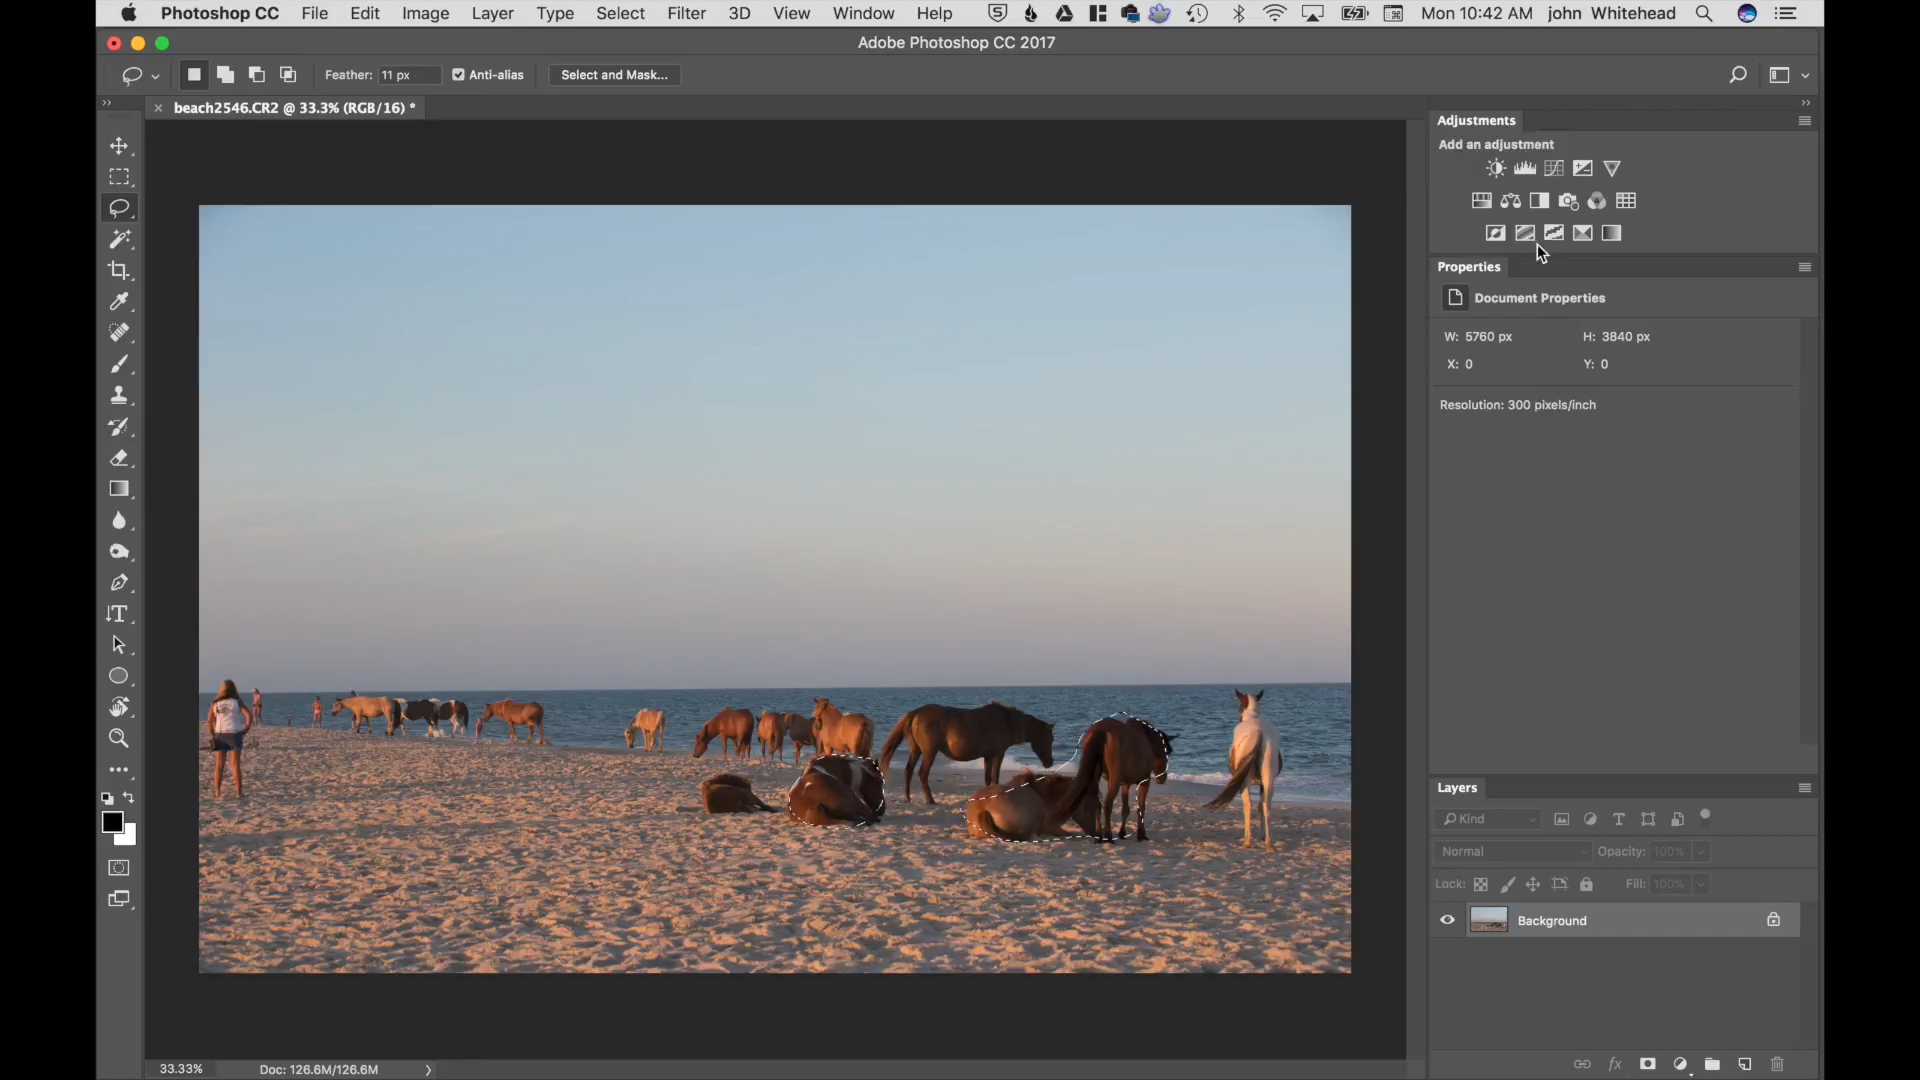 Photoshop CC File Edit Image Layer Type Select Filter 3D View Window Help Mon 10:42 AM john Whitehead
Adobe Photoshop CC 2017
Feather: 11 px Anti-alias Select and Mask...
beach2546.CR2 @ 33.3% (RGB/16) *
Adjustments
Add an adjustment
Properties
Document Properties
W: 5760 px H: 3840 px
X: 0 Y: 0
Resolution: 300 pixels/inch
Layers
Kind
Normal Opacity: 100%
Lock: Fill: 100%
Background
fx
33.33% Doc: 126.6M/126.6M